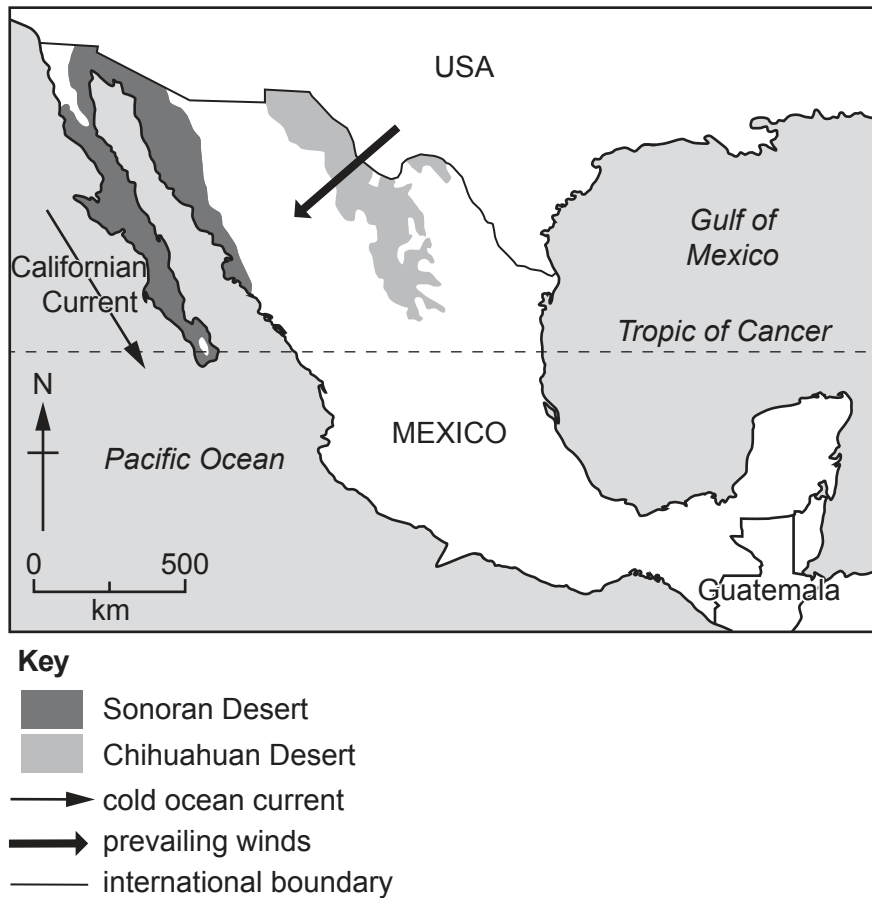 USA
Gulf of
Mexico
Californian
Current
Tropic of Cancer
N
MEXICO
Pacific Ocean
0 500
km
Guatemala
Key
Sonoran Desert
Chihuahuan Desert
cold ocean current
prevailing winds
international boundary